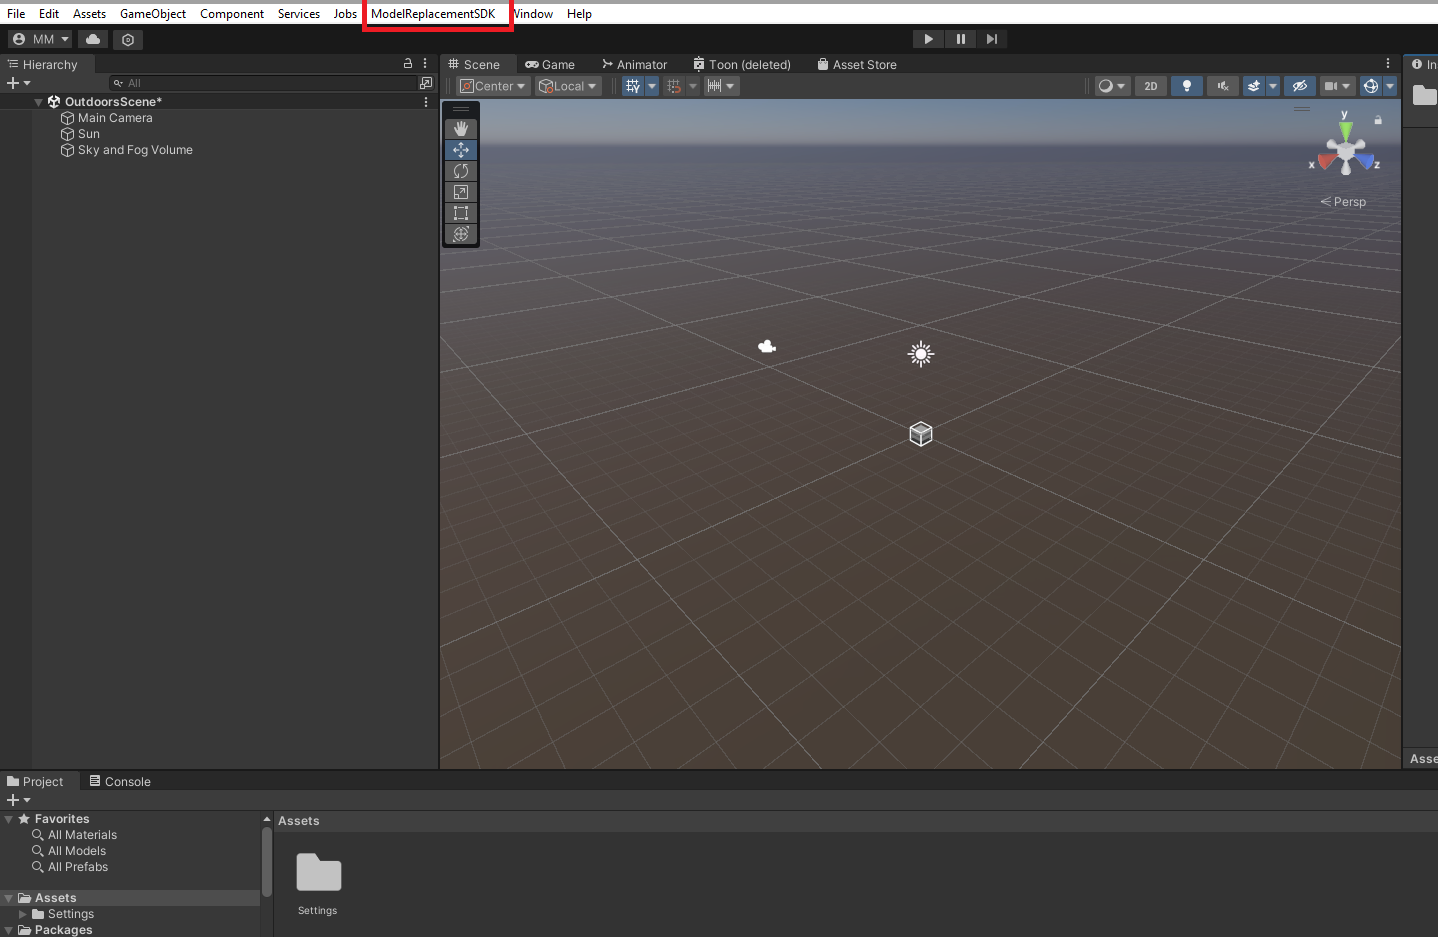 File Edit Assets GameObject Component Services Jobs ModelReplacementSDK Window Help
MM
Hierarchy
All
OutdoorsScene*
Main Camera
Sun
Sky and Fog Volume
Scene Game Animator Toon (deleted) Asset Store
Center Local 2D
y
x z
Persp
In
Asse
Project Console
Favorites
All Materials
All Models
All Prefabs
Assets
Settings
Packages
Assets
Settings